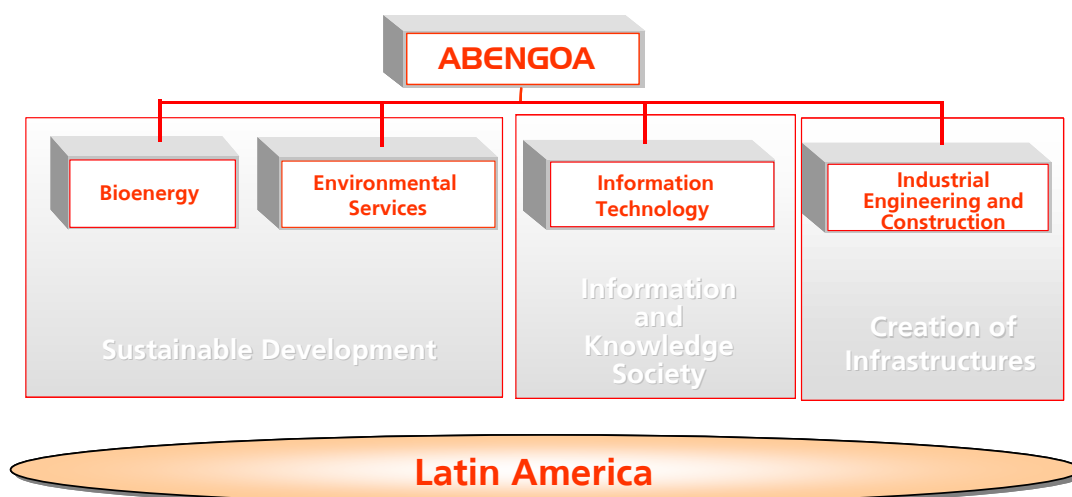 ABENGOA
Bioenergy
Environmental
Services
Information
Technology
Industrial
Engineering and
Construction
Sustainable Development
Information
and
Knowledge
Society
Creation of
Infrastructures
Latin America